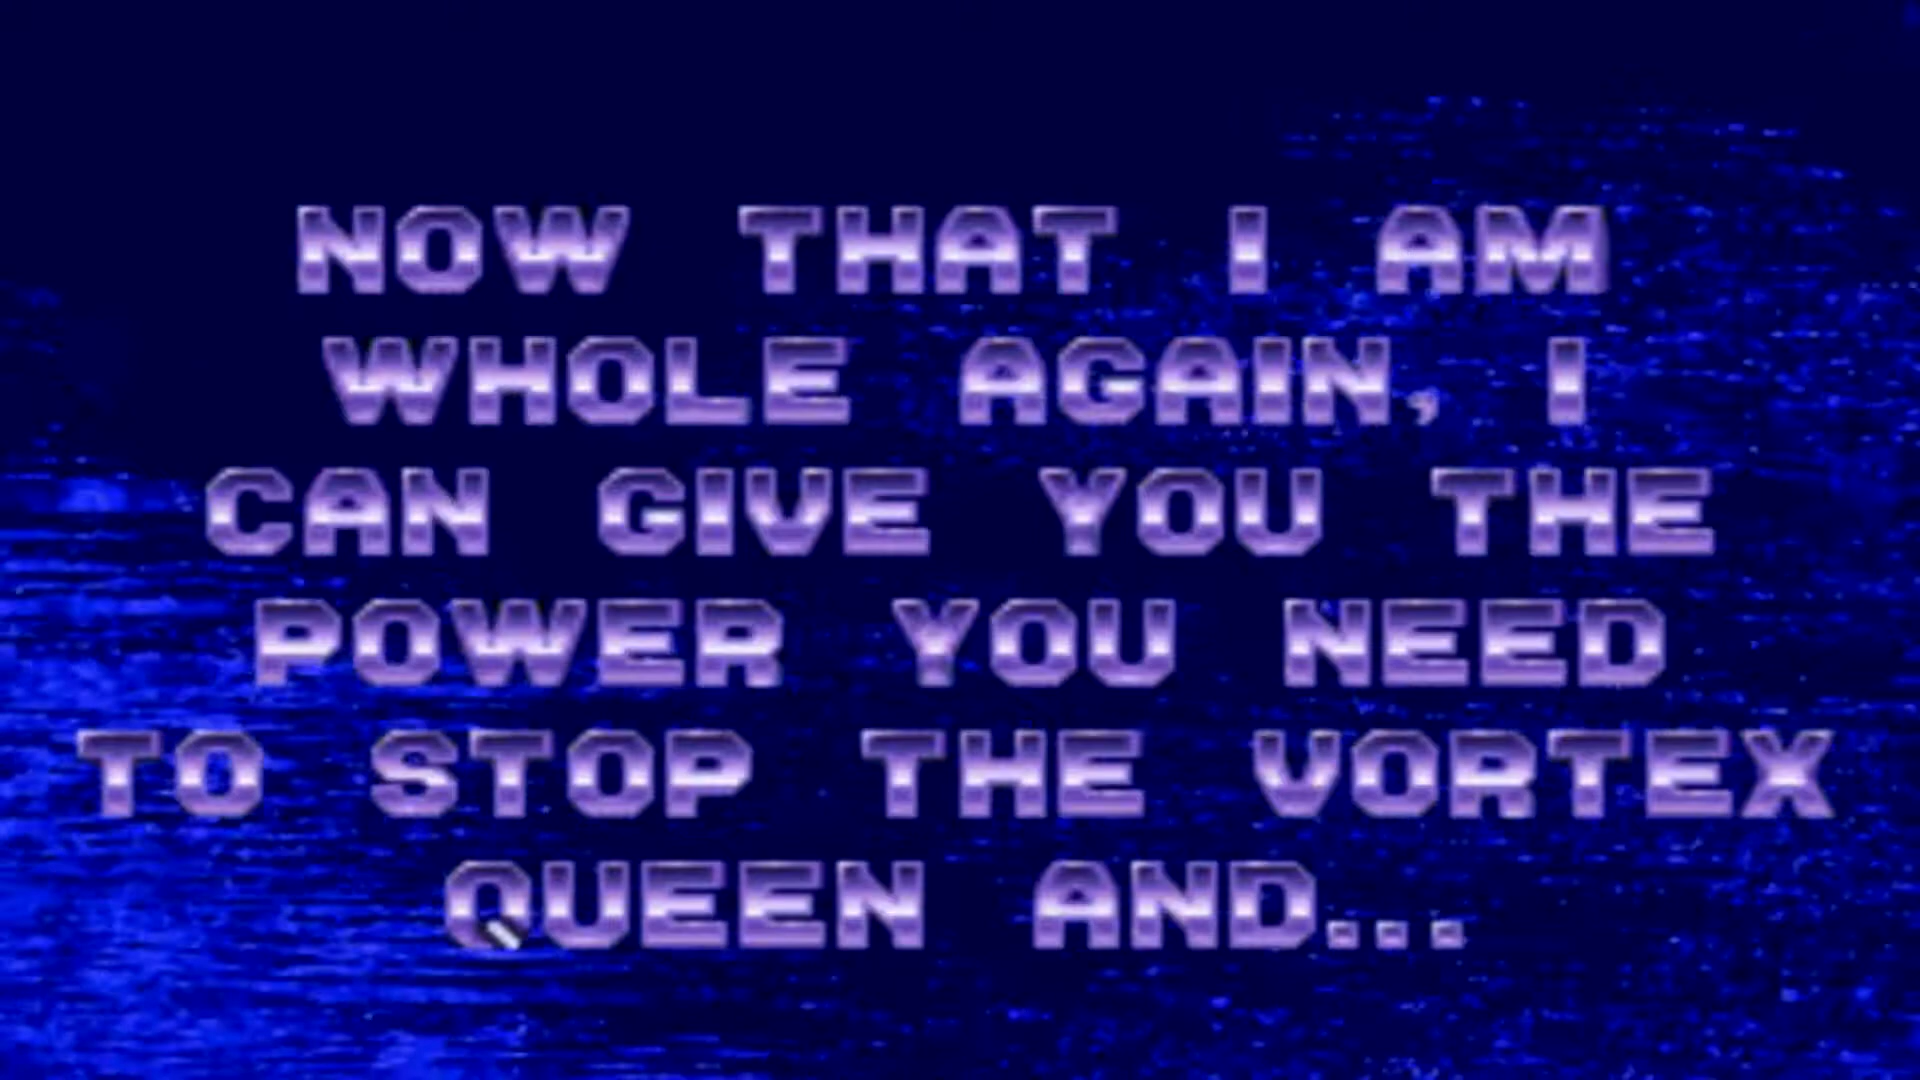 NOW THAT I AM
WHOLE AGAIN, I
CAN GIVE YOU THE
POWER YOU NEED
TO STOP THE VORTEX
QUEEN AND...